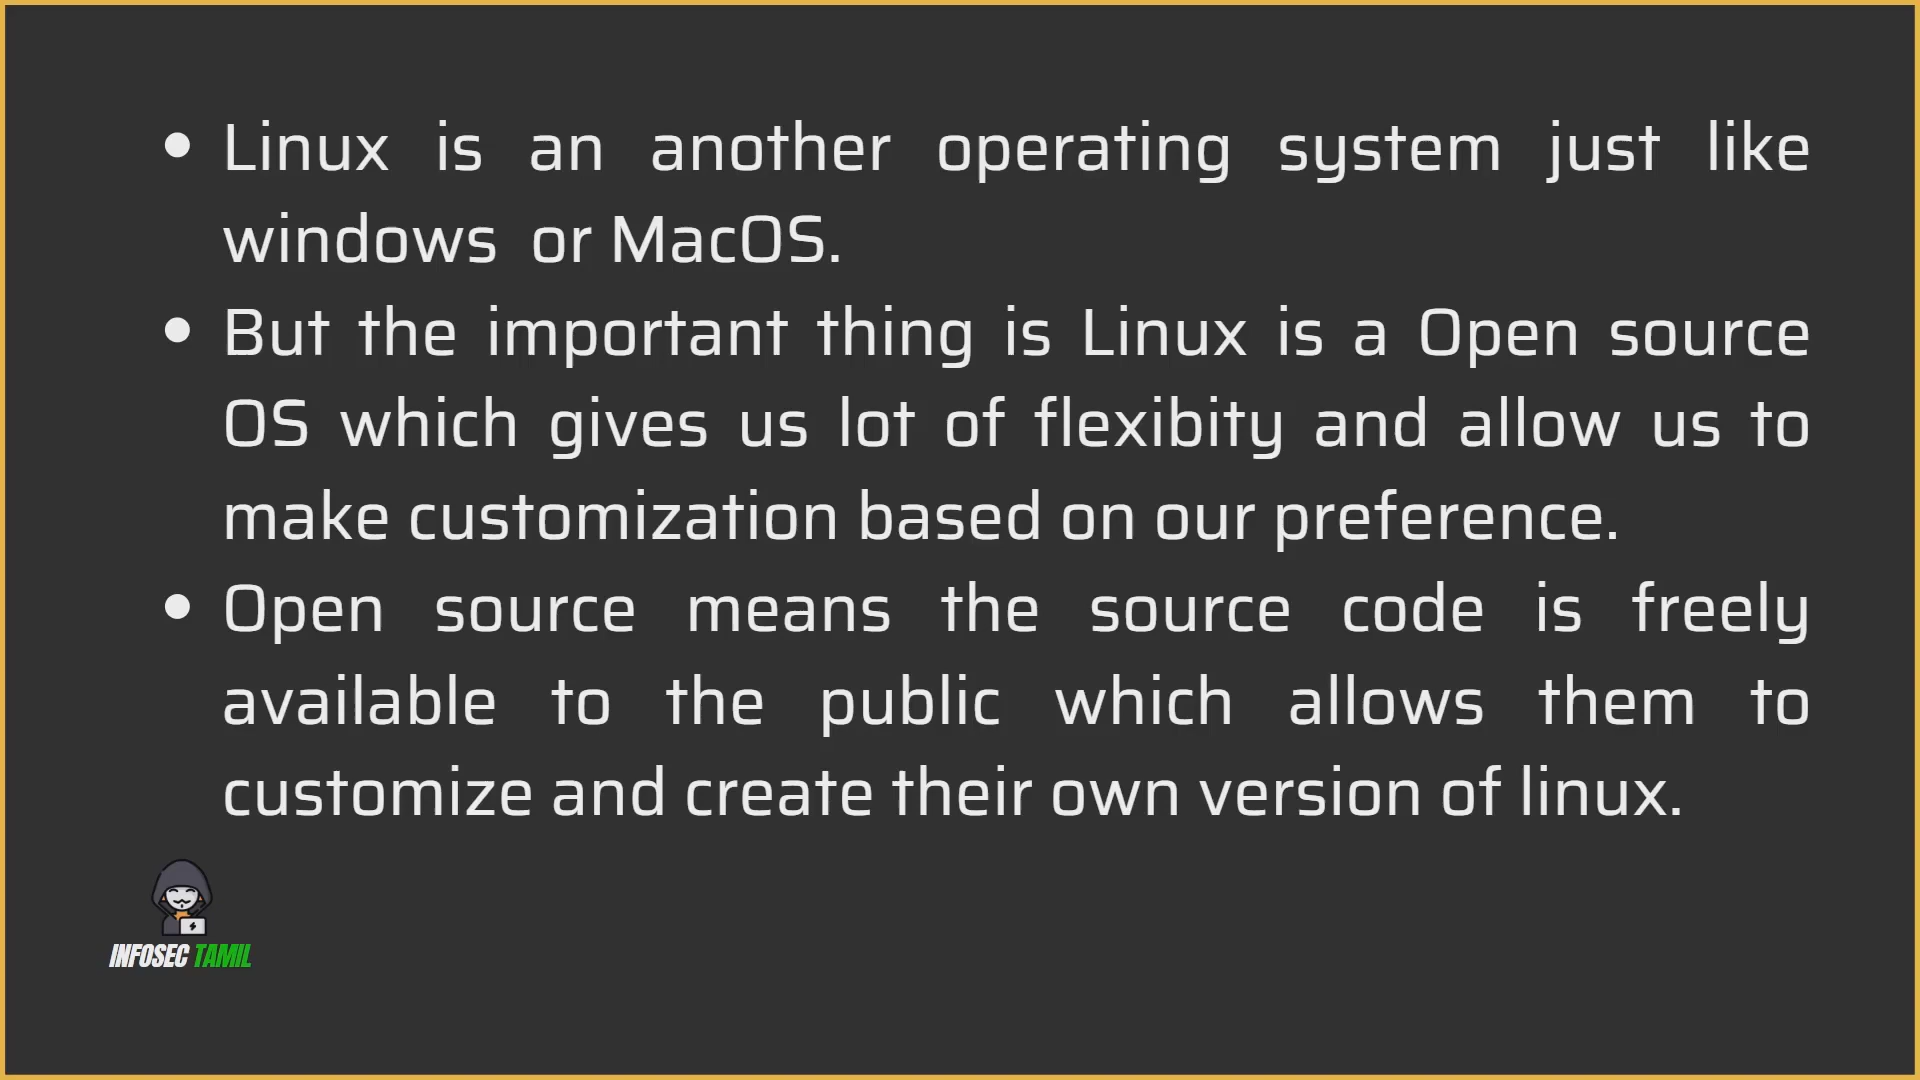 • Linux is an another operating system just like
windows or MacOS.
• But the important thing is Linux is a Open source
OS which gives us lot of flexibity and allow us to
make customization based on our preference.
• Open source means the source code is freely
available to the public which allows them to
customize and create their own version of linux.
INFOSEC TAMIL